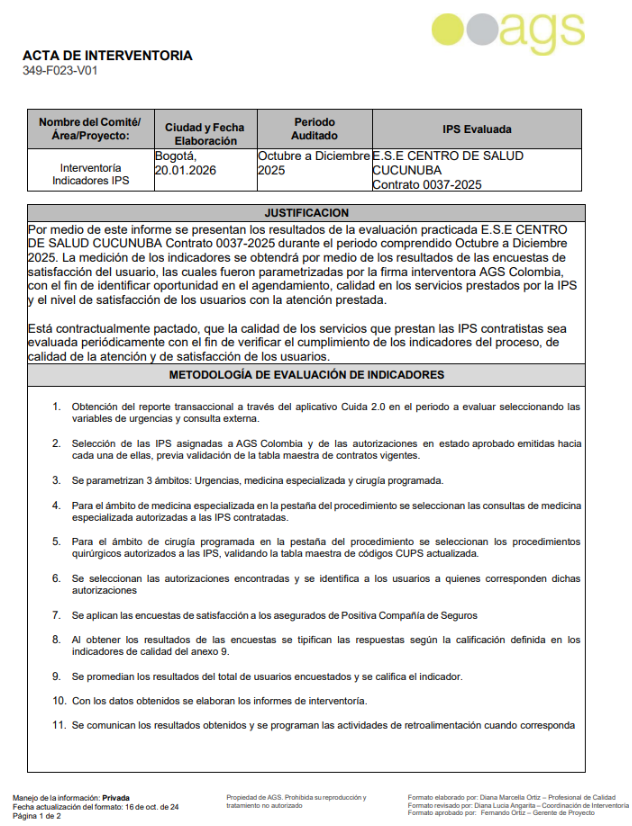 ags
ACTA DE INTERVENTORIA
349-F023-V01
Nombre del Comité/
Área/Proyecto:
Ciudad y Fecha
Elaboración
Periodo
Auditado
IPS Evaluada
Interventoría
Indicadores IPS
Bogotá,
20.01.2026
Octubre a Diciembre
2025
E.S.E CENTRO DE SALUD
CUCUNUBA
Contrato 0037-2025
JUSTIFICACION
Por medio de este informe se presentan los resultados de la evaluación practicada E.S.E CENTRO
DE SALUD CUCUNUBA Contrato 0037-2025 durante el periodo comprendido Octubre a Diciembre
2025. La medición de los indicadores se obtendrá por medio de los resultados de las encuestas de
satisfacción del usuario, las cuales fueron parametrizadas por la firma interventora AGS Colombia,
con el fin de identificar oportunidad en el agendamiento, calidad en los servicios prestados por la IPS
y el nivel de satisfacción de los usuarios con la atención prestada.
Está contractualmente pactado, que la calidad de los servicios que prestan las IPS contratistas sea
evaluada periódicamente con el fin de verificar el cumplimiento de los indicadores del proceso, de
calidad de la atención y de satisfacción de los usuarios.
METODOLOGÍA DE EVALUACIÓN DE INDICADORES
1. Obtención del reporte transaccional a través del aplicativo Cuida 2.0 en el periodo a evaluar seleccionando las
variables de urgencias y consulta externa.
2. Selección de las IPS asignadas a AGS Colombia y de las autorizaciones en estado aprobado emitidas hacia
cada una de ellas, previa validación de la tabla maestra de contratos vigentes.
3. Se parametrizan 3 ámbitos: Urgencias, medicina especializada y cirugía programada.
4. Para el ámbito de medicina especializada en la pestaña del procedimiento se seleccionan las consultas de medicina
especializada autorizadas a las IPS contratadas.
5. Para el ámbito de cirugía programada en la pestaña del procedimiento se seleccionan los procedimientos
quirúrgicos autorizados a las IPS, validando la tabla maestra de códigos CUPS actualizada.
6. Se seleccionan las autorizaciones encontradas y se identifica a los usuarios a quienes corresponden dichas
autorizaciones
7. Se aplican las encuestas de satisfacción a los asegurados de Positiva Compañía de Seguros
8. Al obtener los resultados de las encuestas se tipifican las respuestas según la calificación definida en los
indicadores de calidad del anexo 9.
9. Se promedian los resultados del total de usuarios encuestados y se califica el indicador.
10. Con los datos obtenidos se elaboran los informes de interventoría.
11. Se comunican los resultados obtenidos y se programan las actividades de retroalimentación cuando corresponda
Manejo de la información: Privada
Fecha actualización del formato: 16 de oct. de 24
Página 1 de 2
Propiedad de AGS. Prohibida su reproducción y
tratamiento no autorizado
Formato elaborado por: Diana Marcella Ortiz – Profesional de Calidad
Formato revisado por: Diana Lucia Angarita – Coordinación de Interventoría
Formato aprobado por: Fernando Ortiz – Gerente de Proyecto